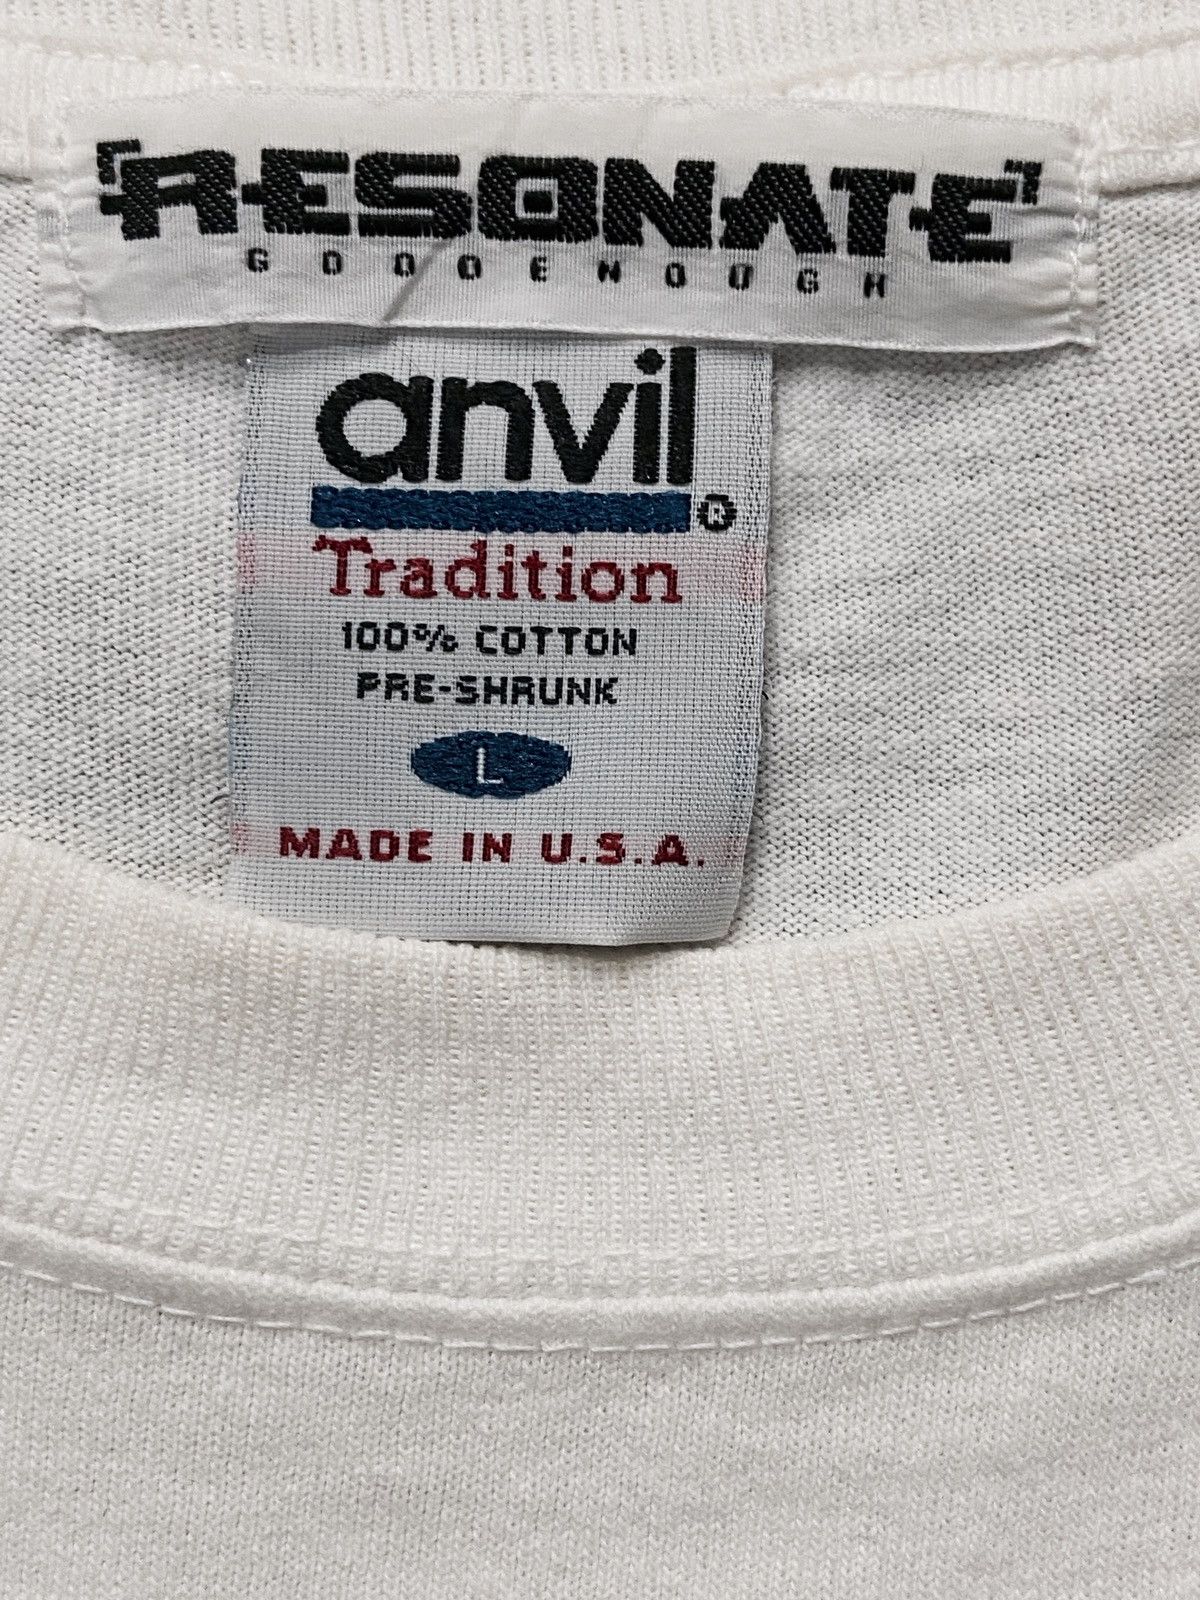 RESONATE
GOODENOUGH
anvil
®
Tradition
100% COTTON
PRE-SHRUNK
L
MADE IN U.S.A.